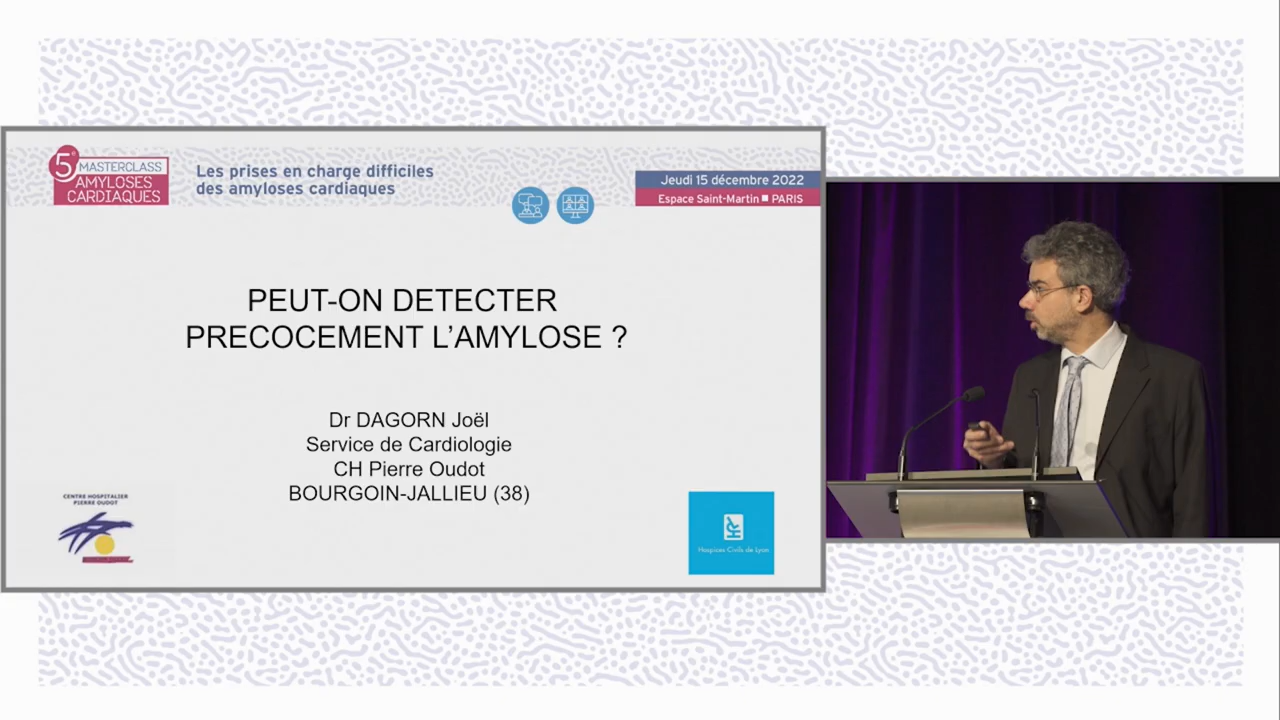 5e
MASTERCLASS
AMYLOSES
CARDIAQUES
Les prises en charge difficiles
des amyloses cardiaques
Jeudi 15 décembre 2022
Espace Saint-Martin ■ PARIS
PEUT-ON DETECTER
PRECOCEMENT L'AMYLOSE ?
Dr DAGORN Joël
Service de Cardiologie
CH Pierre Oudot
BOURGOIN-JALLIEU (38)
CENTRE HOSPITALIER
PIERRE OUDOT
HCL
Hospices Civils de Lyon